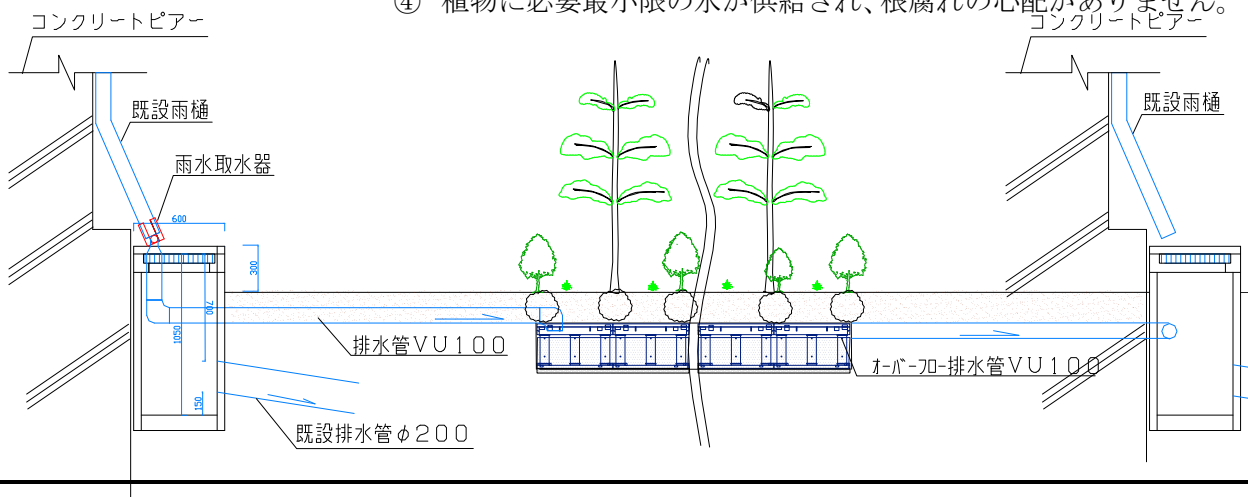 ④ 植物に必要最小限の水が供給され、根腐れの心配がありません。
コンクリートピアー
コンクリートピアー
既設雨樋
既設雨樋
雨水取水器
600
300
700
1050
150
排水管VU100
オーバーフロー排水管VU100
既設排水管φ200